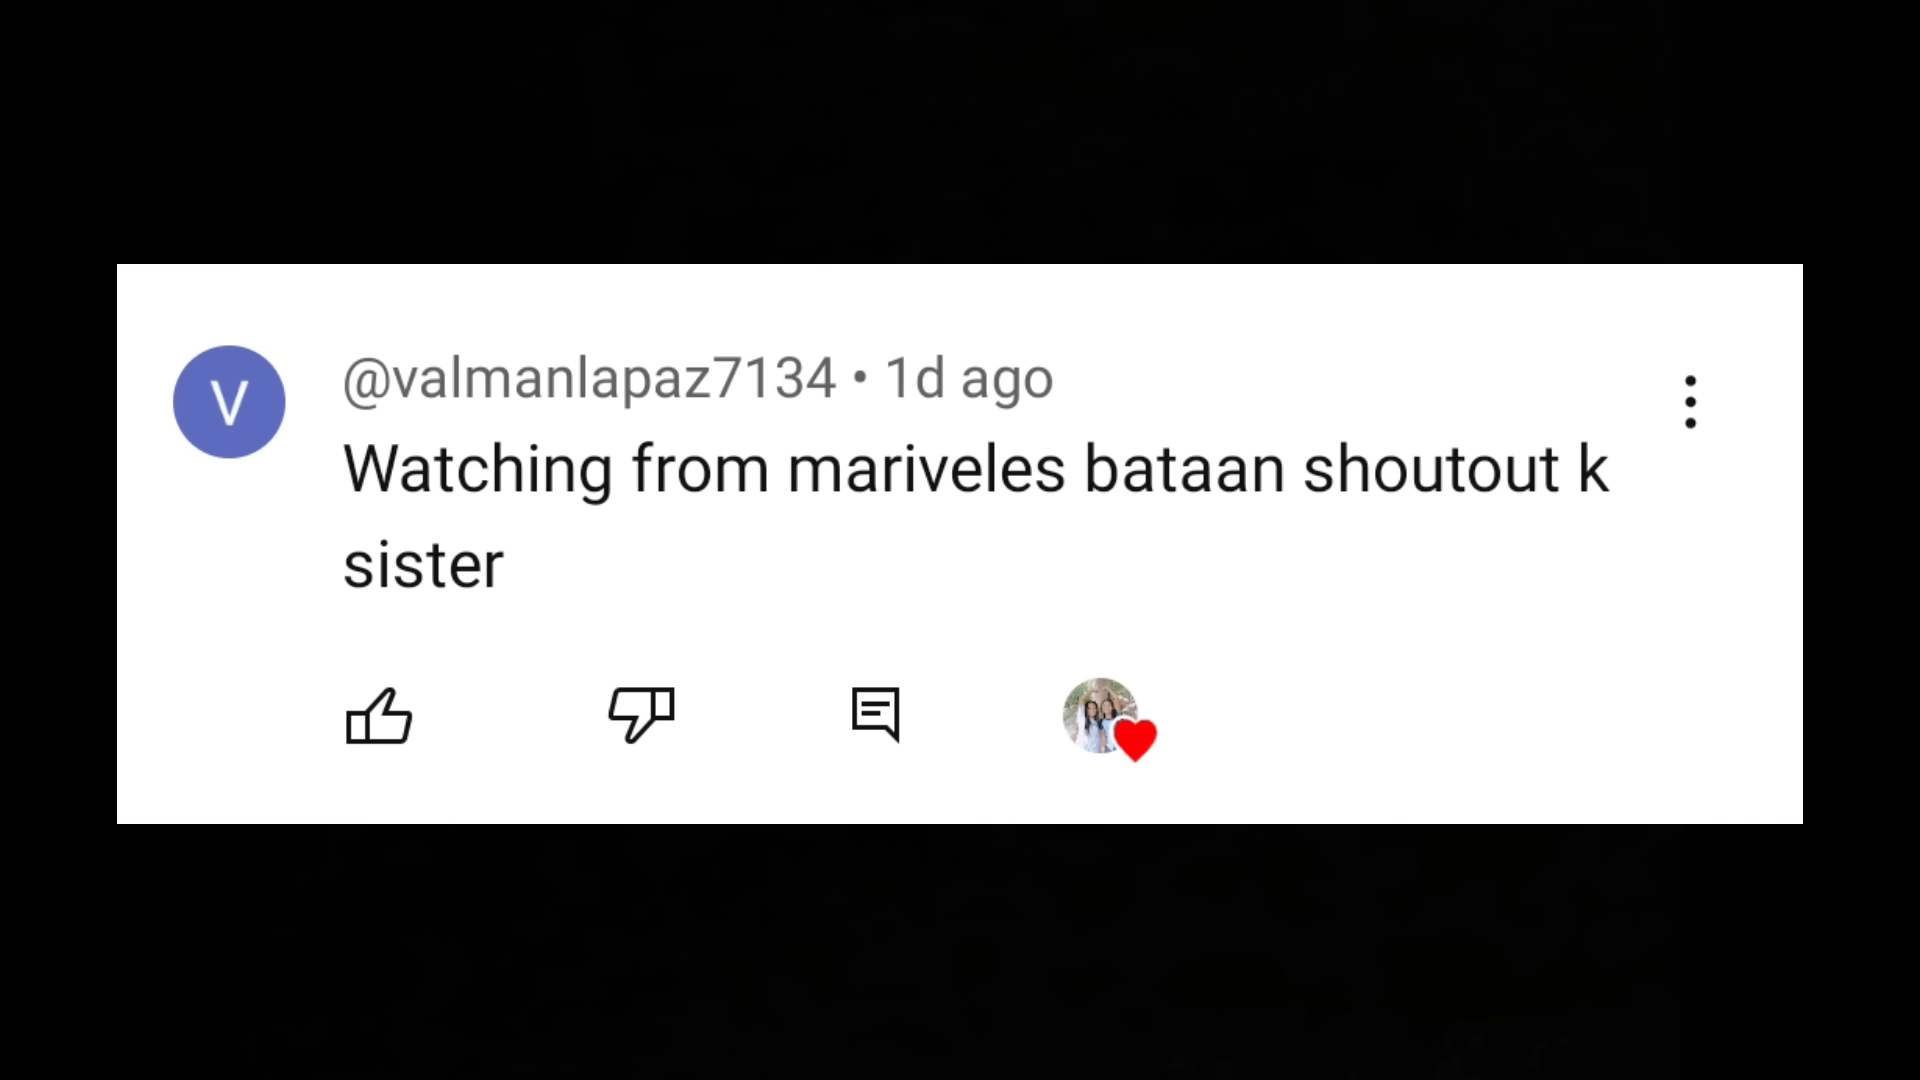 V
@valmanlapaz7134 • 1d ago
Watching from mariveles bataan shoutout k
sister